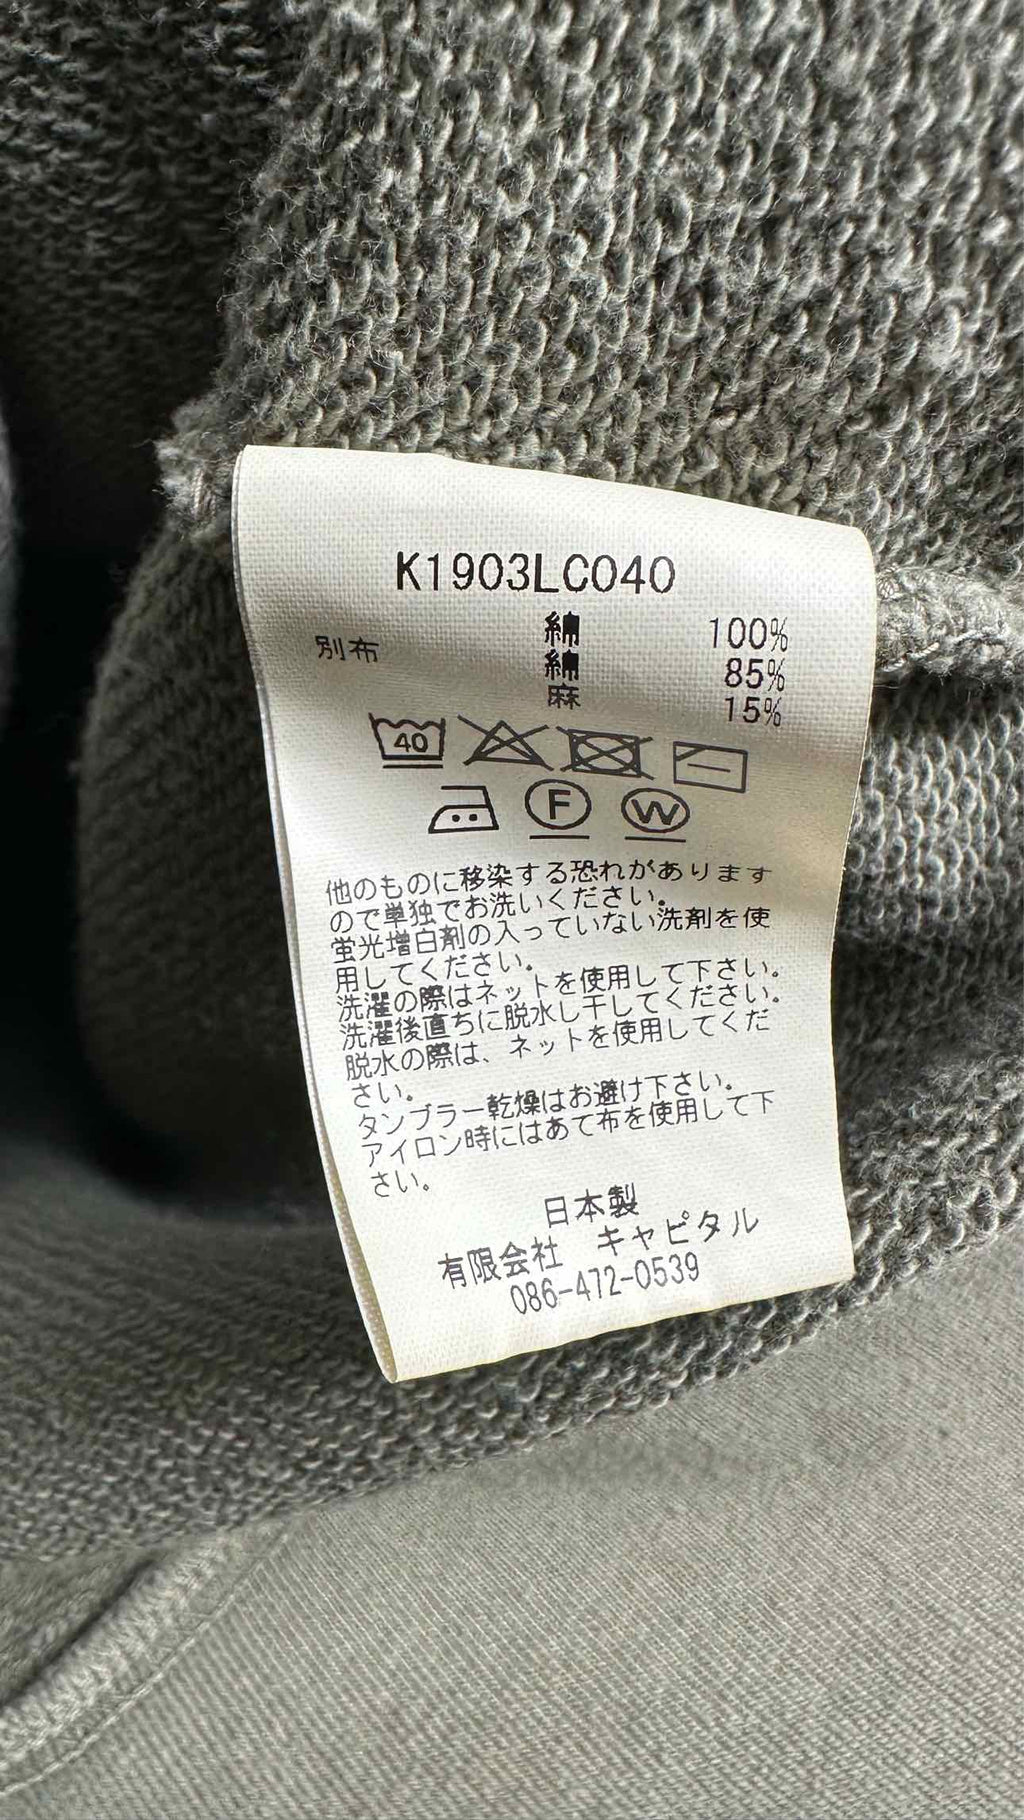 K1903LC040
綿 100%
別布 綿 85%
麻 15%
40
F W
他のものに移染する恐れがあります
ので単独でお洗いください。
蛍光増白剤の入っていない洗剤を使
用してください。
洗濯の際はネットを使用して下さい。
洗濯後直ちに脱水し干してください。
脱水の際は、ネットを使用してくだ
さい。
タンブラー乾燥はお避け下さい。
アイロン時にはあて布を使用して下
さい。
日本製
有限会社 キャピタル
086-472-0539